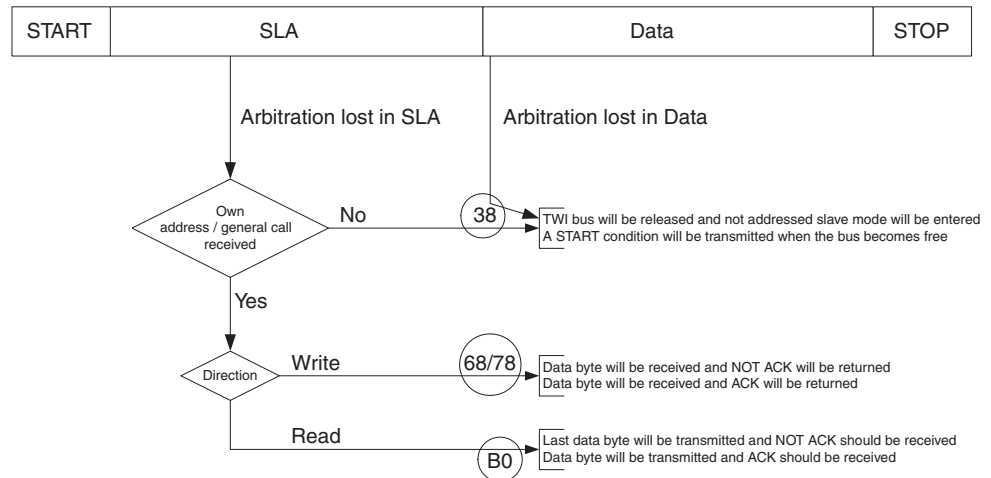 START SLA Data STOP
Arbitration lost in SLA Arbitration lost in Data
Own
address / general call
received
No
38
TWI bus will be released and not addressed slave mode will be entered
A START condition will be transmitted when the bus becomes free
Yes
Direction
Write
68/78
Data byte will be received and NOT ACK will be returned
Data byte will be received and ACK will be returned
Read
B0
Last data byte will be transmitted and NOT ACK should be received
Data byte will be transmitted and ACK should be received